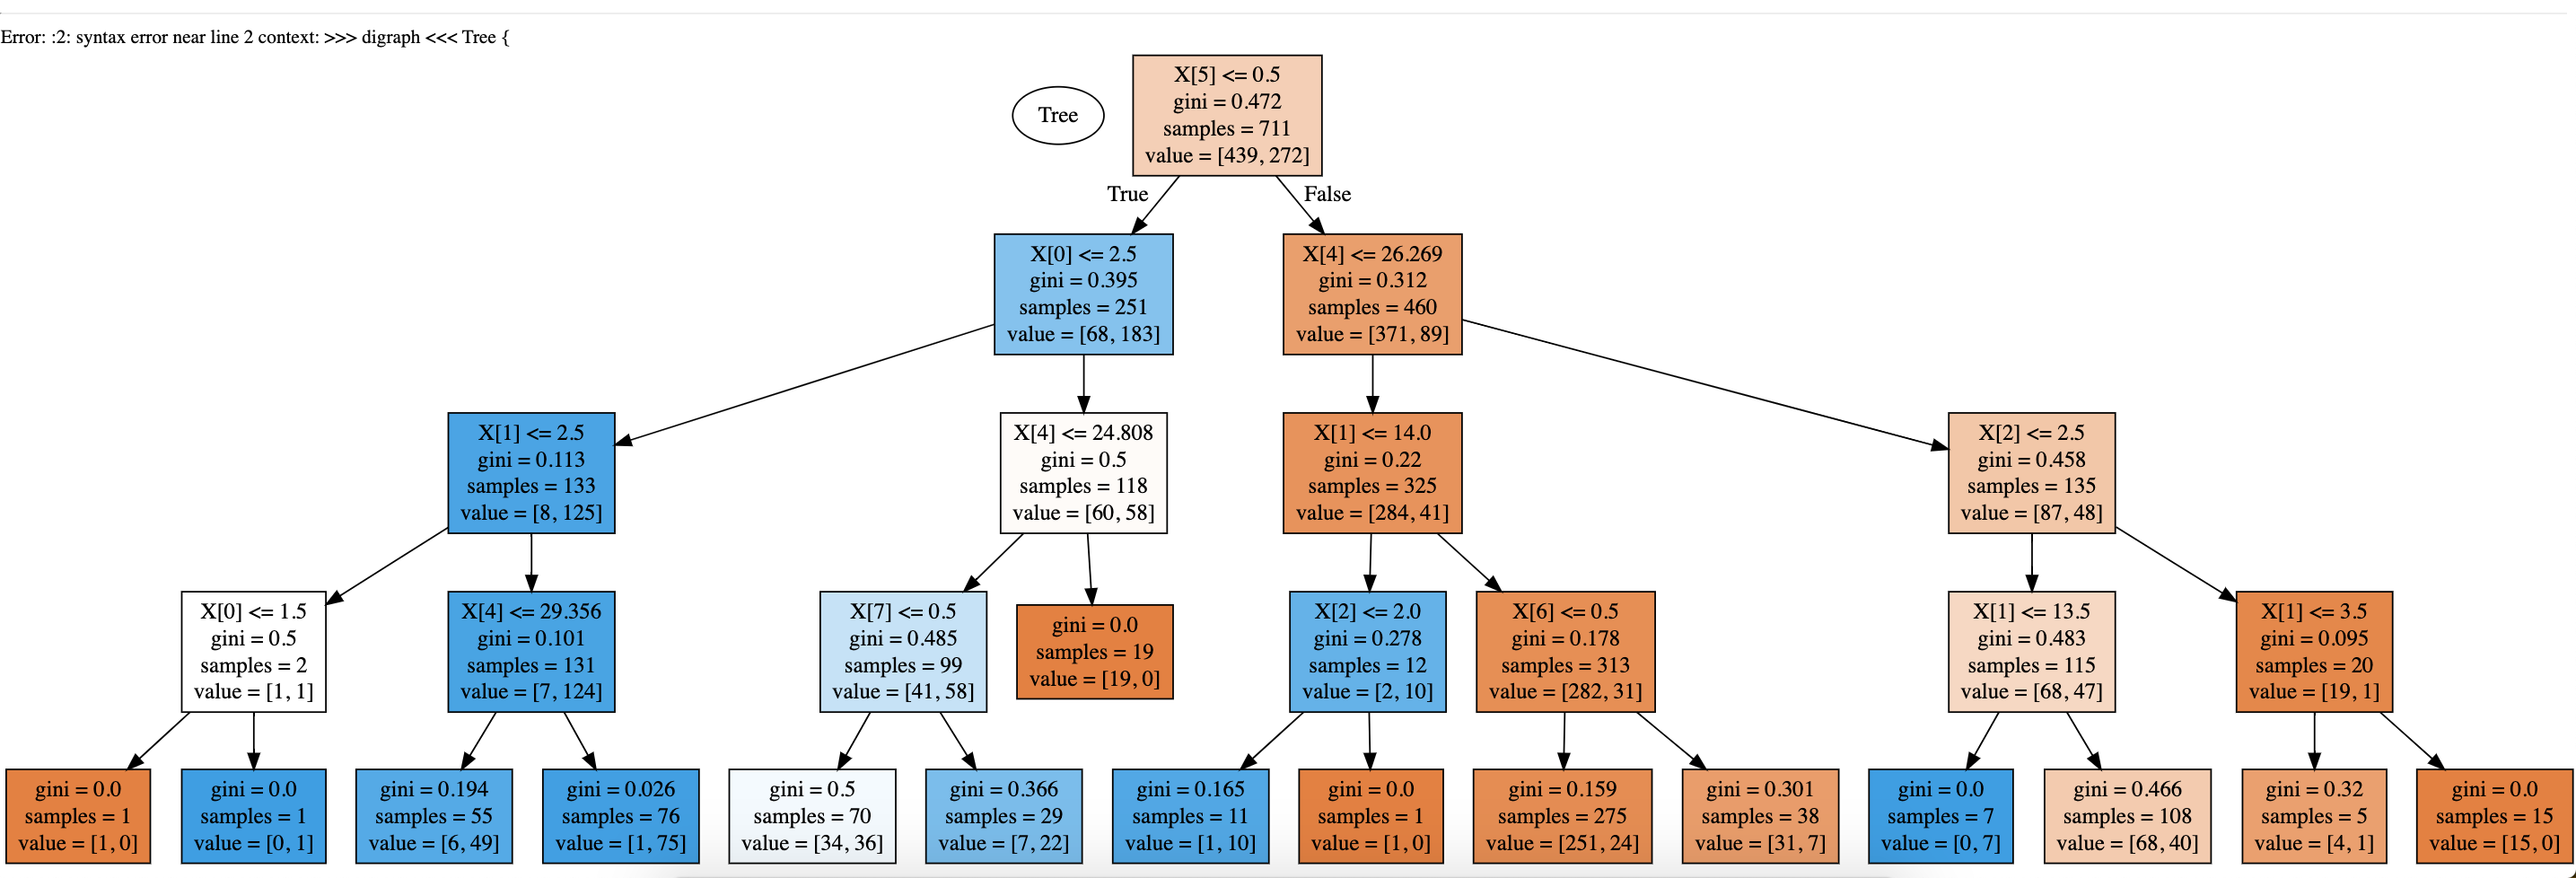 Error: :2: syntax error near line 2 context: >>> digraph <<< Tree {
Tree
X[5] <= 0.5
gini = 0.472
samples = 711
value = [439, 272]
True
False
X[0] <= 2.5
gini = 0.395
samples = 251
value = [68, 183]
X[4] <= 26.269
gini = 0.312
samples = 460
value = [371, 89]
X[1] <= 2.5
gini = 0.113
samples = 133
value = [8, 125]
X[4] <= 24.808
gini = 0.5
samples = 118
value = [60, 58]
X[1] <= 14.0
gini = 0.22
samples = 325
value = [284, 41]
X[2] <= 2.5
gini = 0.458
samples = 135
value = [87, 48]
X[0] <= 1.5
gini = 0.5
samples = 2
value = [1, 1]
X[4] <= 29.356
gini = 0.101
samples = 131
value = [7, 124]
X[7] <= 0.5
gini = 0.485
samples = 99
value = [41, 58]
gini = 0.0
samples = 19
value = [19, 0]
X[2] <= 2.0
gini = 0.278
samples = 12
value = [2, 10]
X[6] <= 0.5
gini = 0.178
samples = 313
value = [282, 31]
X[1] <= 13.5
gini = 0.483
samples = 115
value = [68, 47]
X[1] <= 3.5
gini = 0.095
samples = 20
value = [19, 1]
gini = 0.0
samples = 1
value = [1, 0]
gini = 0.0
samples = 1
value = [0, 1]
gini = 0.194
samples = 55
value = [6, 49]
gini = 0.026
samples = 76
value = [1, 75]
gini = 0.5
samples = 70
value = [34, 36]
gini = 0.366
samples = 29
value = [7, 22]
gini = 0.165
samples = 11
value = [1, 10]
gini = 0.0
samples = 1
value = [1, 0]
gini = 0.159
samples = 275
value = [251, 24]
gini = 0.301
samples = 38
value = [31, 7]
gini = 0.0
samples = 7
value = [0, 7]
gini = 0.466
samples = 108
value = [68, 40]
gini = 0.32
samples = 5
value = [4, 1]
gini = 0.0
samples = 15
value = [15, 0]